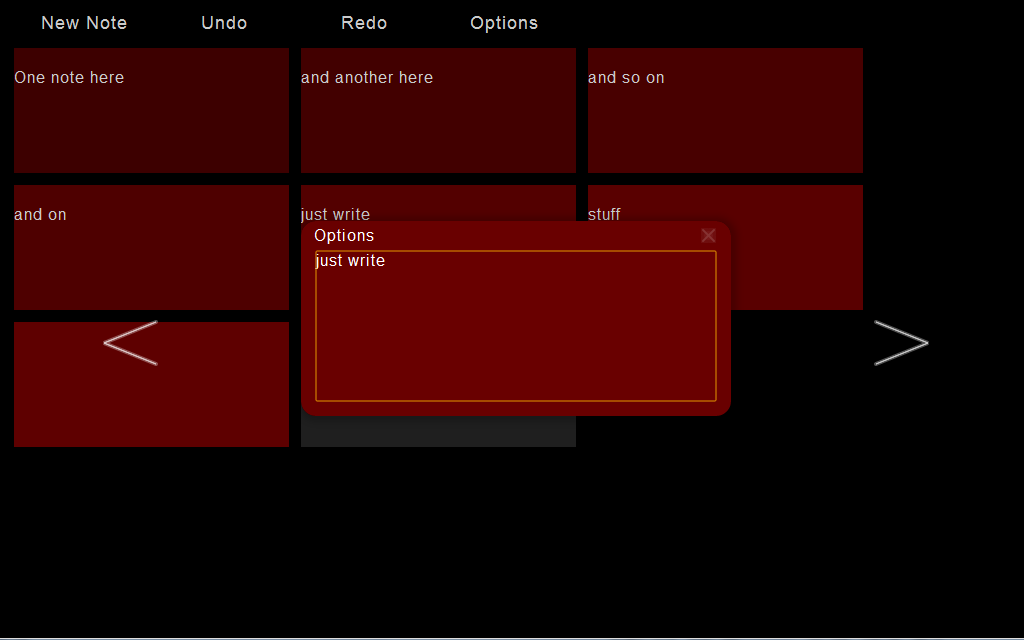 New Note Undo Redo Options
One note here and another here and so on
and on just write stuff
Options
just write